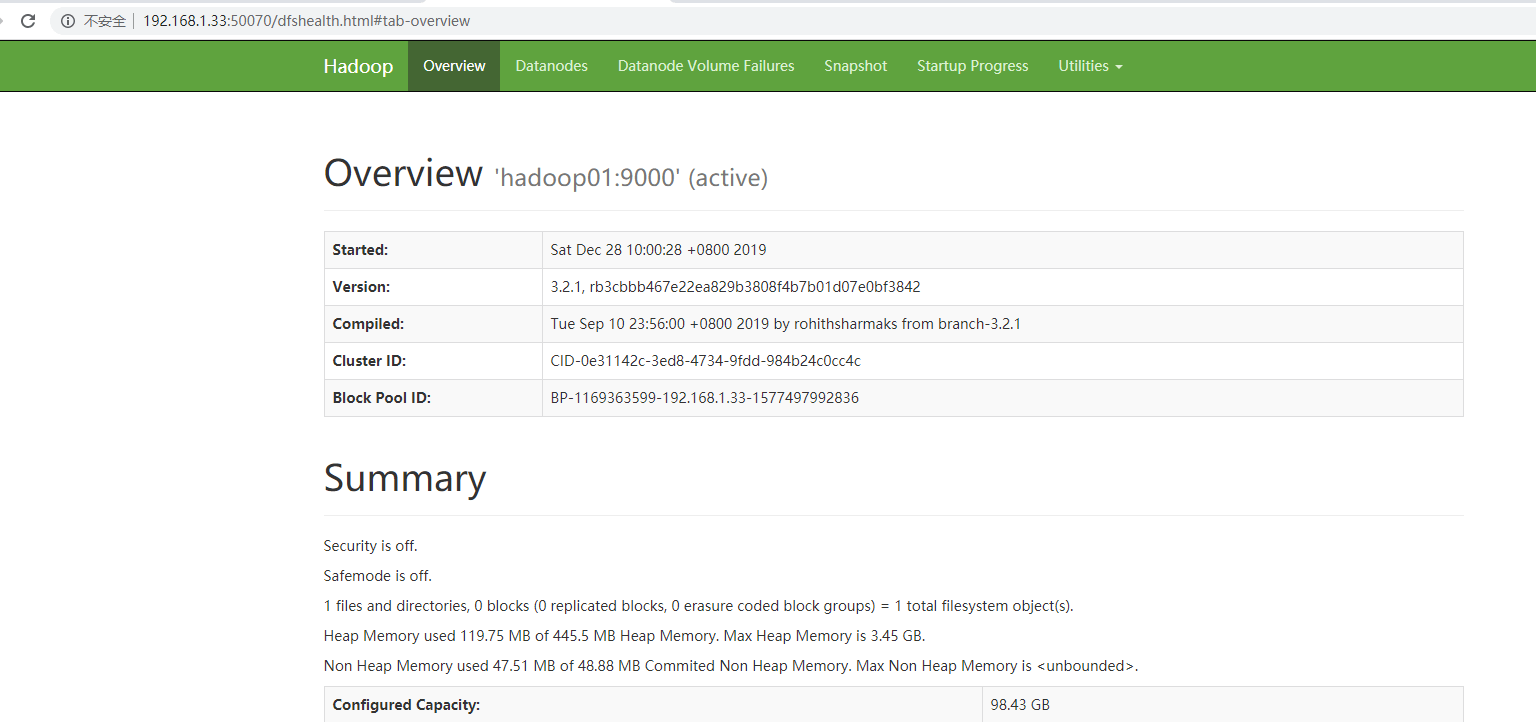 不安全 192.168.1.33:50070/dfshealth.html#tab-overview
Hadoop Overview Datanodes Datanode Volume Failures Snapshot Startup Progress Utilities
Overview 'hadoop01:9000' (active)
Started: Sat Dec 28 10:00:28 +0800 2019
Version: 3.2.1, rb3cbbb467e22ea829b3808f4b7b01d07e0bf3842
Compiled: Tue Sep 10 23:56:00 +0800 2019 by rohithsharmaks from branch-3.2.1
Cluster ID: CID-0e31142c-3ed8-4734-9fdd-984b24c0cc4c
Block Pool ID: BP-1169363599-192.168.1.33-1577497992836
Summary
Security is off.
Safemode is off.
1 files and directories, 0 blocks (0 replicated blocks, 0 erasure coded block groups) = 1 total filesystem object(s).
Heap Memory used 119.75 MB of 445.5 MB Heap Memory. Max Heap Memory is 3.45 GB.
Non Heap Memory used 47.51 MB of 48.88 MB Commited Non Heap Memory. Max Non Heap Memory is <unbounded>.
Configured Capacity: 98.43 GB